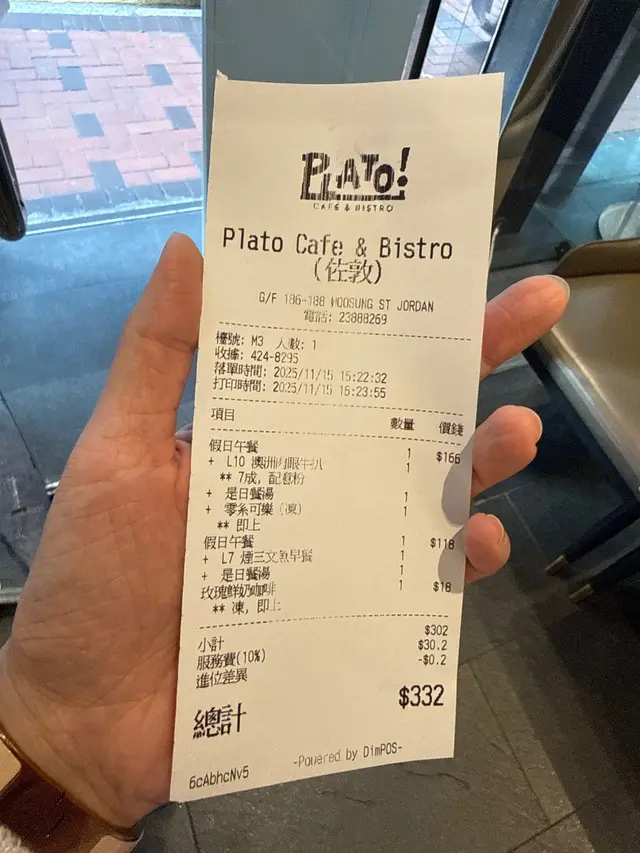 PLATO!
CAFE & BISTRO
Plato Cafe & Bistro
(佐敦)
G/F 186-188 WOOSUNG ST JORDAN
電話: 23888269
檯號: M3 人數: 1
收據: 424-8295
落單時間: 2025/11/15 15:22:32
打印時間: 2025/11/15 16:23:55
項目 數量 價錢
假日午餐 1 $166
+ L10 澳洲肉眼牛扒 1
** 7成, 配意粉
+ 是日餐湯 1
+ 零系可樂 (凍) 1
** 即上
假日午餐 1 $118
+ L7 煙三文魚早餐 1
+ 是日餐湯 1
玫瑰鮮奶咖啡 1 $18
** 凍, 即上
小計 $302
服務費(10%) $30.2
進位差異 -$0.2
總計 $332
6cAbhcNv5 -Powered by DimPOS-